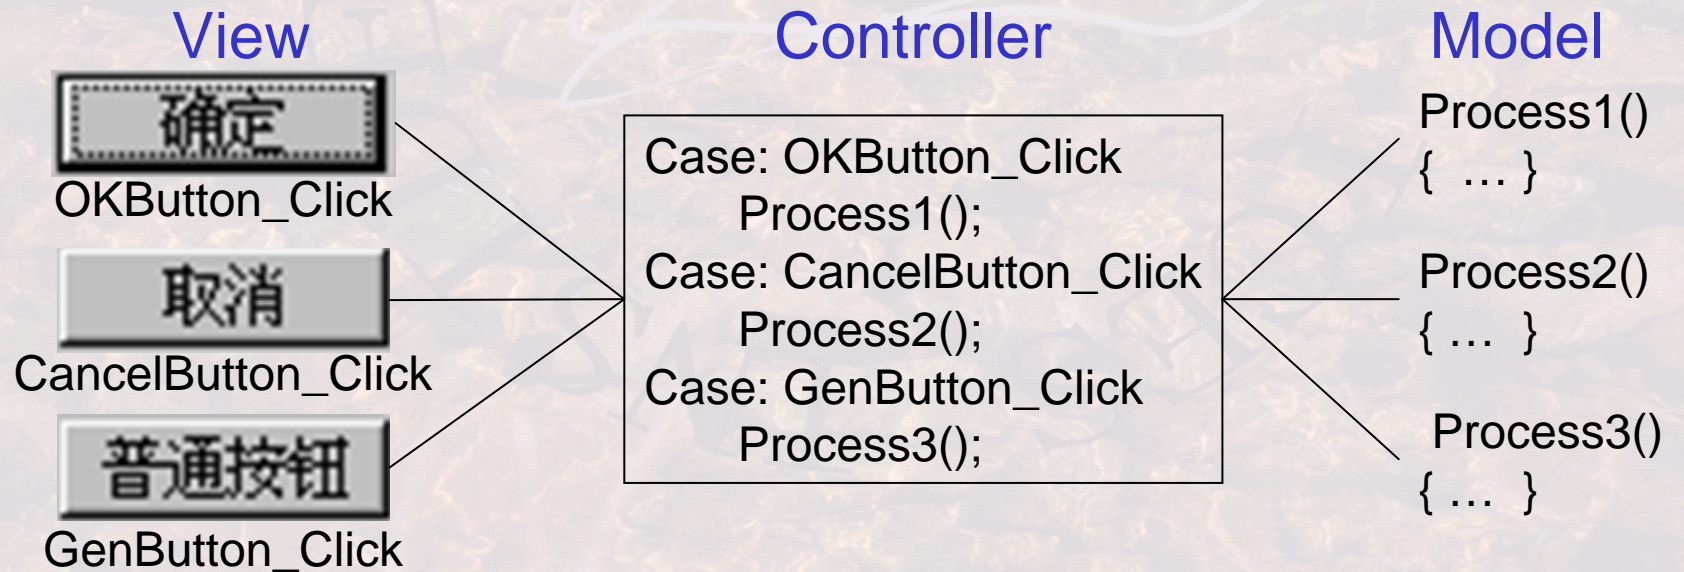 View
确定
OKButton_Click
取消
CancelButton_Click
普通按钮
GenButton_Click
Controller
Case: OKButton_Click
Process1();
Case: CancelButton_Click
Process2();
Case: GenButton_Click
Process3();
Model
Process1()
{ … }
Process2()
{ … }
Process3()
{ … }